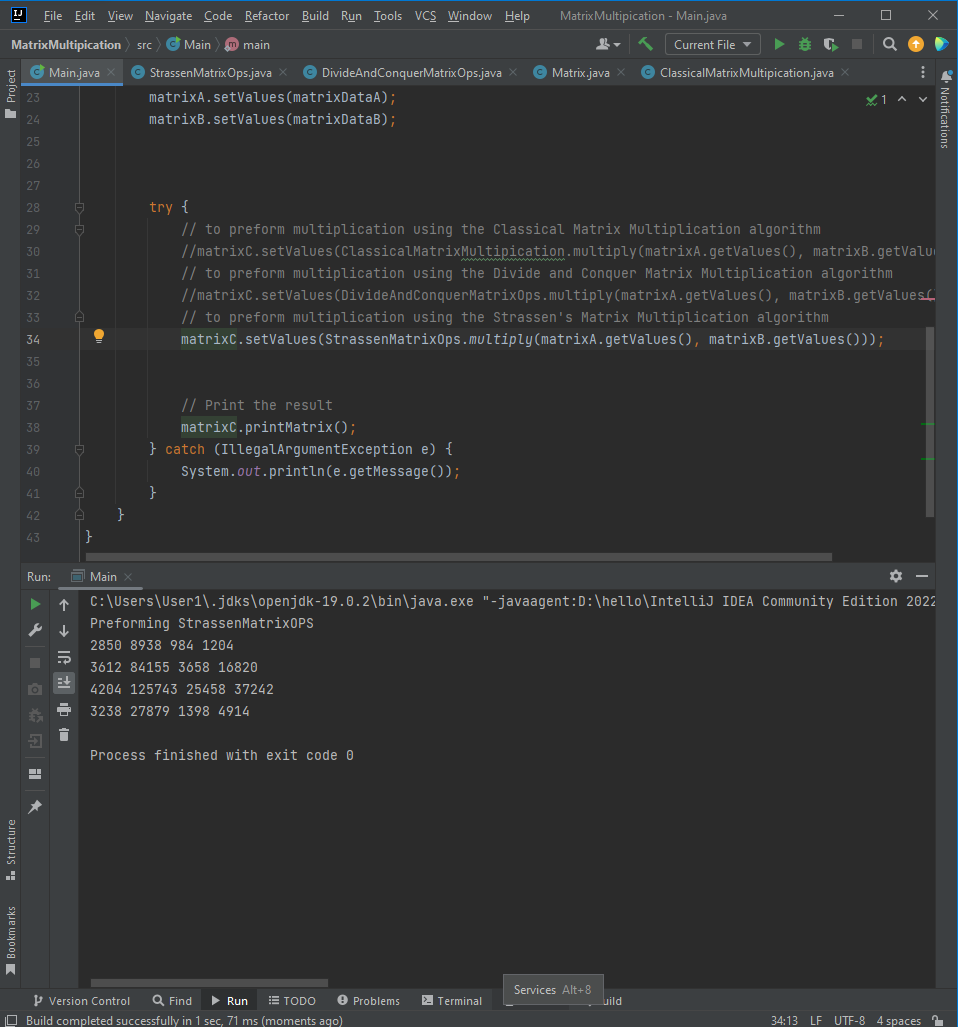 File Edit View Navigate Code Refactor Build Run Tools VCS Window Help MatrixMultipication - Main.java
MatrixMultipication src Main main Current File
Main.java StrassenMatrixOps.java DivideAndConquerMatrixOps.java Matrix.java ClassicalMatrixMultipication.java
Project
Notifications
1
23 matrixA.setValues(matrixDataA);
24 matrixB.setValues(matrixDataB);
25
26
27
28 try {
29 // to preform multiplication using the Classical Matrix Multiplication algorithm
30 //matrixC.setValues(ClassicalMatrixMultipication.multiply(matrixA.getValues(), matrixB.getValue
31 // to preform multiplication using the Divide and Conquer Matrix Multiplication algorithm
32 //matrixC.setValues(DivideAndConquerMatrixOps.multiply(matrixA.getValues(), matrixB.getValues(
33 // to preform multiplication using the Strassen's Matrix Multiplication algorithm
34 matrixC.setValues(StrassenMatrixOps.multiply(matrixA.getValues(), matrixB.getValues()));
35
36
37 // Print the result
38 matrixC.printMatrix();
39 } catch (IllegalArgumentException e) {
40 System.out.println(e.getMessage());
41 }
42 }
43 }
Run: Main
C:\Users\User1\.jdks\openjdk-19.0.2\bin\java.exe "-javaagent:D:\hello\IntelliJ IDEA Community Edition 2022
Preforming StrassenMatrixOPS
2850 8938 984 1204
3612 84155 3658 16820
4204 125743 25458 37242
3238 27879 1398 4914
Process finished with exit code 0
Structure
Bookmarks
Services Alt+8
Version Control Find Run TODO Problems Terminal uild
Build completed successfully in 1 sec, 71 ms (moments ago) 34:13 LF UTF-8 4 spaces